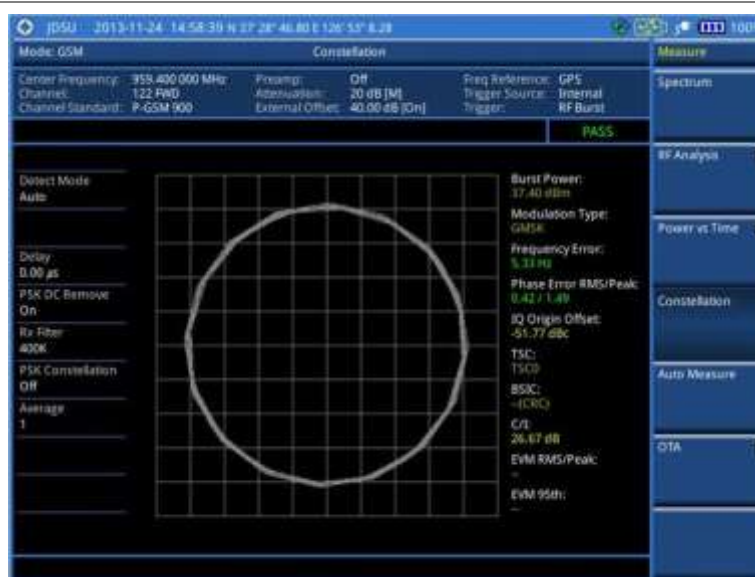 JDSU 2013-11-24 14:58:39 N 37° 28' 46.80 E 126° 53' 8.28 100%
Mode: GSM Constellation
Measure
Center Frequency: 959.400 000 MHz Preamp: Off Freq Reference: GPS
Channel: 122 FWD Attenuation: 20 dB [M] Trigger Source: Internal
Channel Standard: P-GSM 900 External Offset: 40.00 dB [On] Trigger: RF Burst
PASS
Detect Mode
Auto
Delay
0.00 µs
PSK DC Remove
On
Rx Filter
400K
PSK Constellation
Off
Average
1
Burst Power:
37.40 dBm
Modulation Type:
GMSK
Frequency Error:
5.33 Hz
Phase Error RMS/Peak:
0.42 / 1.49
IQ Origin Offset:
-51.77 dBc
TSC:
TSC0
BSIC:
--(CRC)
C/I:
26.67 dB
EVM RMS/Peak:
--
EVM 95th:
--
Spectrum
RF Analysis
Power vs Time
Constellation
Auto Measure
OTA